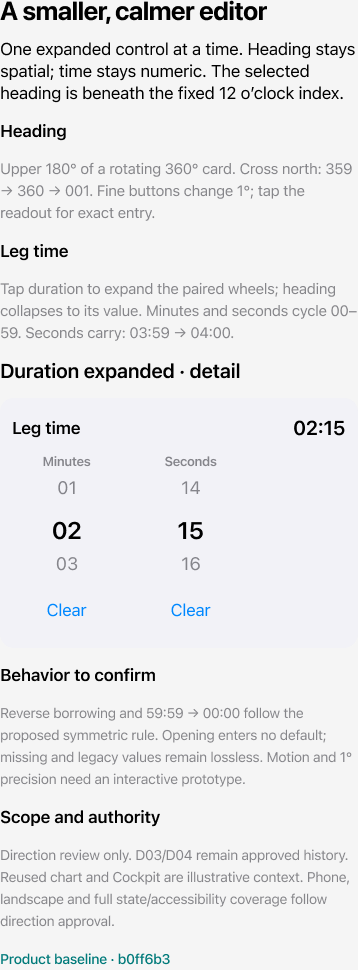 A smaller, calmer editor
One expanded control at a time. Heading stays
spatial; time stays numeric. The selected
heading is beneath the fixed 12 o’clock index.
Heading
Upper 180° of a rotating 360° card. Cross north: 359
→ 360 → 001. Fine buttons change 1°; tap the
readout for exact entry.
Leg time
Tap duration to expand the paired wheels; heading
collapses to its value. Minutes and seconds cycle 00–
59. Seconds carry: 03:59 → 04:00.
Duration expanded · detail
Leg time 02:15
Minutes Seconds
01 14
02 15
03 16
Clear Clear
Behavior to confirm
Reverse borrowing and 59:59 → 00:00 follow the
proposed symmetric rule. Opening enters no default;
missing and legacy values remain lossless. Motion and 1°
precision need an interactive prototype.
Scope and authority
Direction review only. D03/D04 remain approved history.
Reused chart and Cockpit are illustrative context. Phone,
landscape and full state/accessibility coverage follow
direction approval.
Product baseline · b0ff6b3